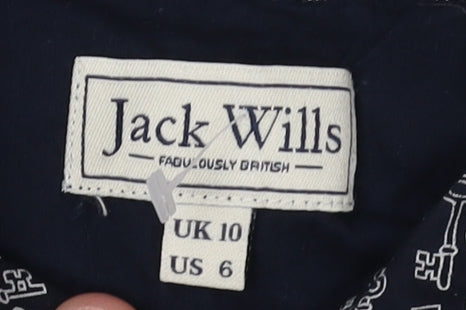 Jack Wills
FABULOUSLY BRITISH
UK 10
US 6